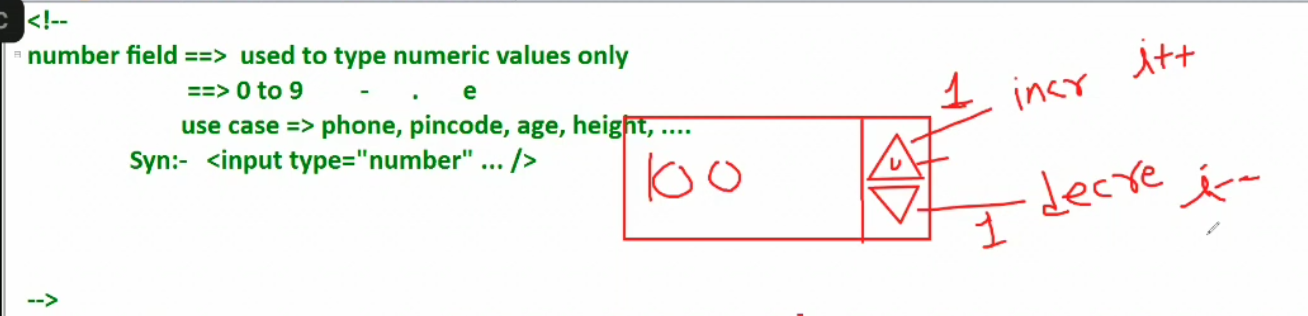 <!--
number field ==> used to type numeric values only
==> 0 to 9 - . e
use case => phone, pincode, age, height, ....
Syn:- <input type="number" ... />
-->
100
1 incr i++
1 decre i--